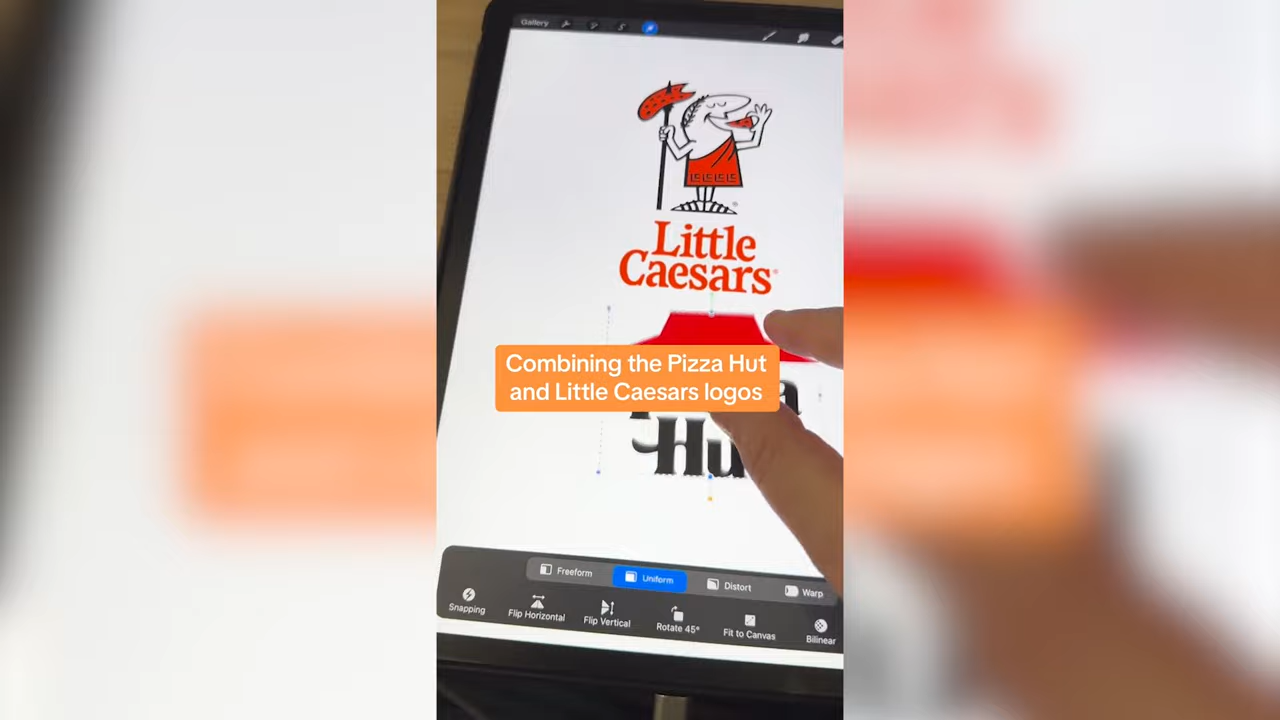 Gallery
Little
Caesars
Combining the Pizza Hut
and Little Caesars logos
Hu
Freeform
Uniform
Distort
Warp
Snapping
Flip Horizontal
Flip Vertical
Rotate 45°
Fit to Canvas
Bilinear